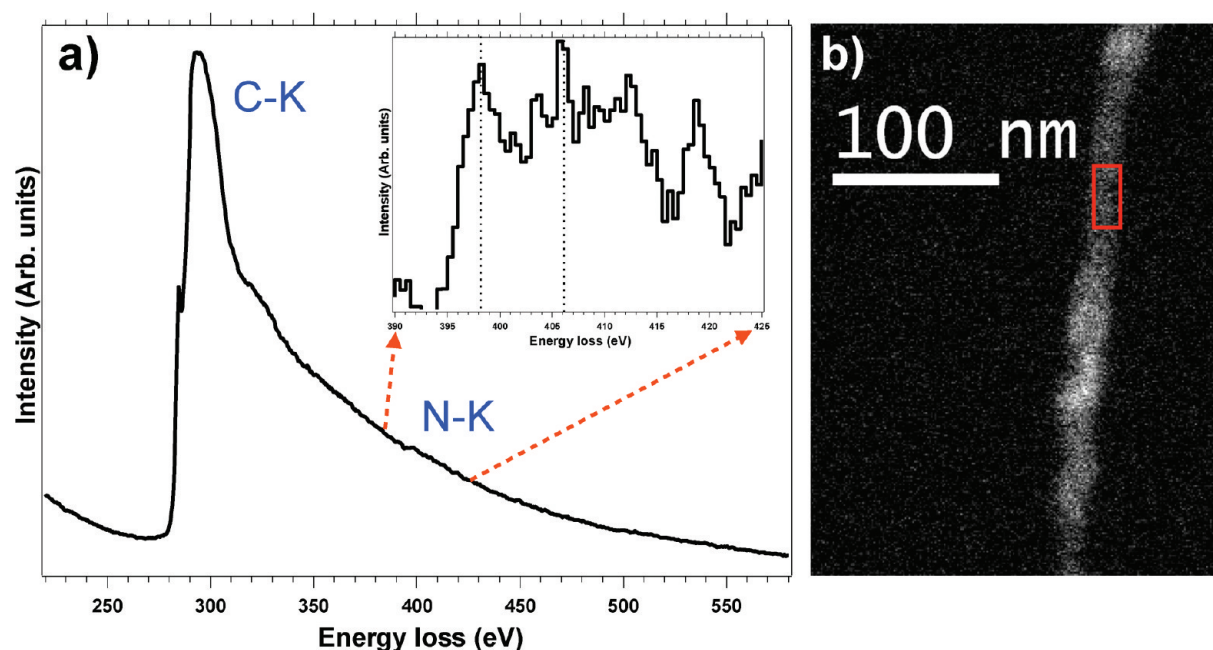 a)
C-K
N-K
Intensity (Arb. units)
250 300 350 400 450 500 550
Energy loss (eV)
Intensity (Arb. units)
390 395 400 405 410 415 420 425
Energy loss (eV)
b)
100 nm